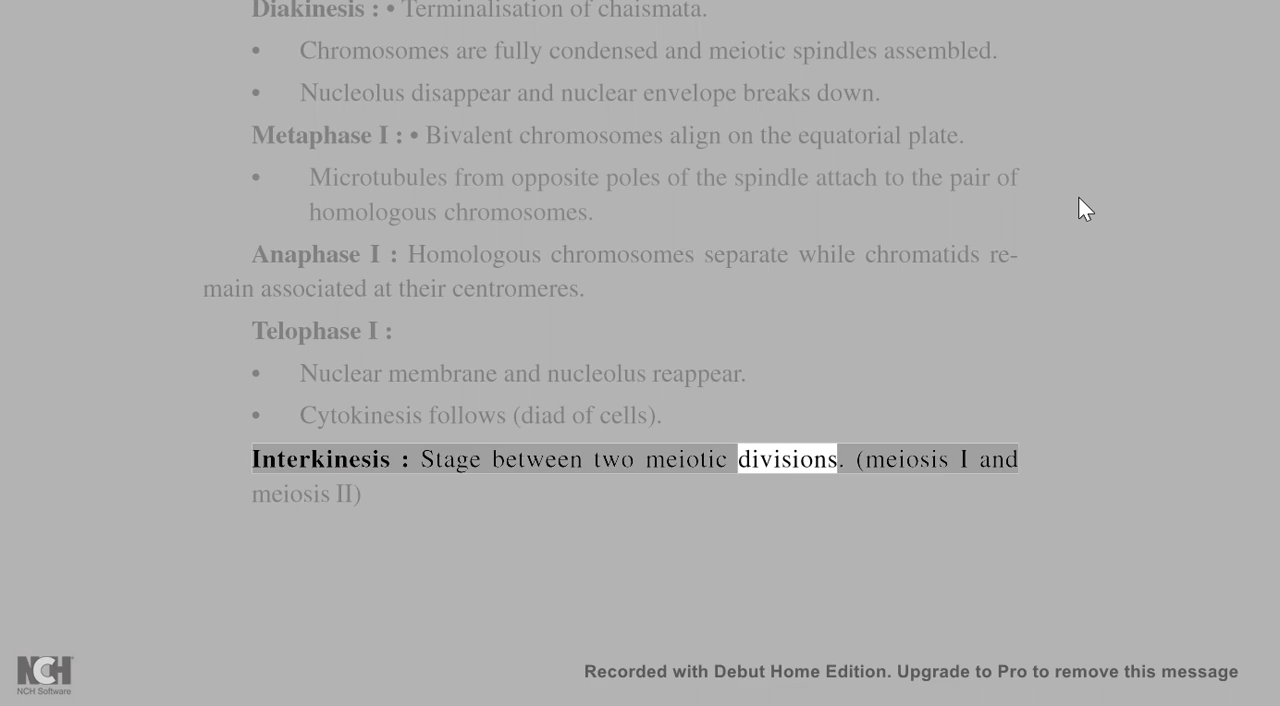 Diakinesis : • Terminalisation of chaismata.
• Chromosomes are fully condensed and meiotic spindles assembled.
• Nucleolus disappear and nuclear envelope breaks down.
Metaphase I : • Bivalent chromosomes align on the equatorial plate.
• Microtubules from opposite poles of the spindle attach to the pair of
homologous chromosomes.
Anaphase I : Homologous chromosomes separate while chromatids re-
main associated at their centromeres.
Telophase I :
• Nuclear membrane and nucleolus reappear.
• Cytokinesis follows (diad of cells).
Interkinesis : Stage between two meiotic divisions. (meiosis I and
meiosis II)
NCH
NCH Software
Recorded with Debut Home Edition. Upgrade to Pro to remove this message